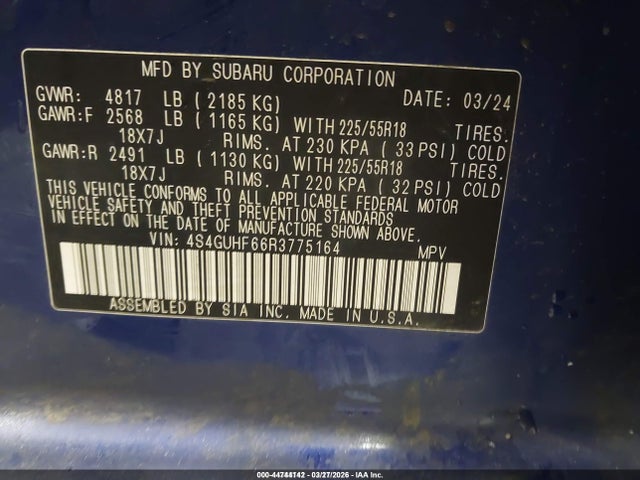 MFD BY SUBARU CORPORATION
GVWR: 4817 LB ( 2185 KG) DATE: 03/24
GAWR:F 2568 LB ( 1165 KG) WITH 225/55R18 TIRES.
18X7J RIMS. AT 230 KPA ( 33 PSI) COLD
GAWR:R 2491 LB ( 1130 KG) WITH 225/55R18 TIRES.
18X7J RIMS. AT 220 KPA ( 32 PSI) COLD
THIS VEHICLE CONFORMS TO ALL APPLICABLE FEDERAL MOTOR
VEHICLE SAFETY AND THEFT PREVENTION STANDARDS
IN EFFECT ON THE DATE OF MANUFACTURE SHOWN ABOVE.
VIN: 4S4GUHF66R3775164 MPV
ASSEMBLED BY SIA INC. MADE IN U.S.A.
000-44744142 - 03/27/2026 - IAA Inc.